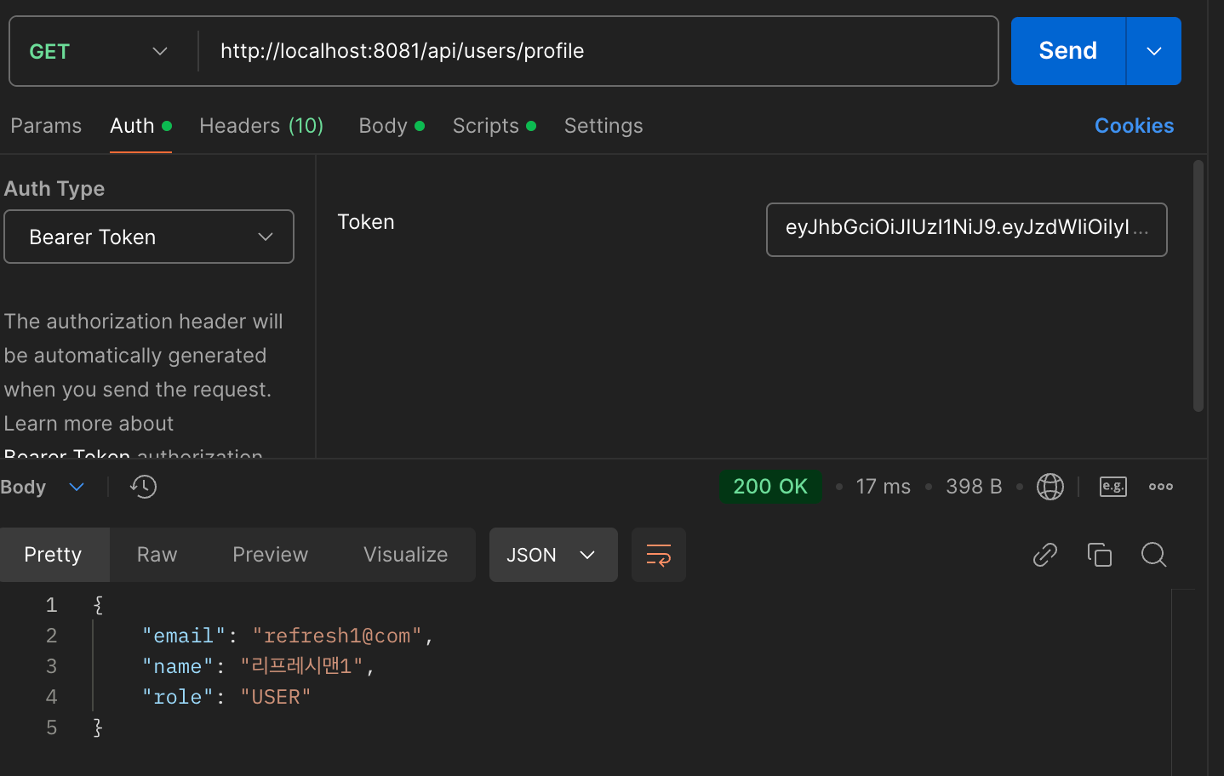 GET http://localhost:8081/api/users/profile Send
Params Auth Headers (10) Body Scripts Settings Cookies
Auth Type
Bearer Token
Token
eyJhbGciOiJIUzI1NiJ9.eyJzdWIiOiIyI...
The authorization header will
be automatically generated
when you send the request.
Learn more about
Bearer Token authorization
Body 200 OK • 17 ms • 398 B • e.g.
Pretty Raw Preview Visualize JSON
1 {
2 "email": "refresh1@com",
3 "name": "리프레시맨1",
4 "role": "USER"
5 }